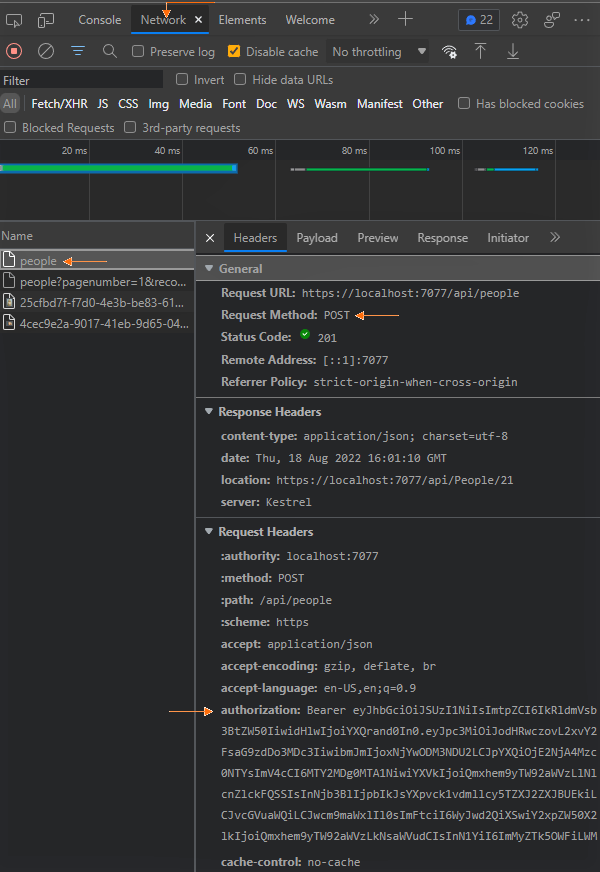 Console Network Elements Welcome 22
Preserve log Disable cache No throttling
Filter Invert Hide data URLs
All Fetch/XHR JS CSS Img Media Font Doc WS Wasm Manifest Other Has blocked cookies
Blocked Requests 3rd-party requests
20 ms 40 ms 60 ms 80 ms 100 ms 120 ms
Name
people
people?pagenumber=1&reco...
25cfbd7f-f7d0-4e3b-be83-61...
4cec9e2a-9017-41eb-9d65-04...
Headers Payload Preview Response Initiator
General
Request URL: https://localhost:7077/api/people
Request Method: POST
Status Code: 201
Remote Address: [::1]:7077
Referrer Policy: strict-origin-when-cross-origin
Response Headers
content-type: application/json; charset=utf-8
date: Thu, 18 Aug 2022 16:01:10 GMT
location: https://localhost:7077/api/People/21
server: Kestrel
Request Headers
:authority: localhost:7077
:method: POST
:path: /api/people
:scheme: https
accept: application/json
accept-encoding: gzip, deflate, br
accept-language: en-US,en;q=0.9
authorization: Bearer eyJhbGciOiJSUzI1NiIsImtpZCI6IkRldmVsb
3BtZW50IiwidHlwIjoiYXQrand0In0.eyJpc3MiOiJodHRwczovL2xvY2
FsaG9zdDo3MDc3IiwibmJmIjoxNjYwODM3NDU2LCJpYXQiOjE2NjA4Mzc
0NTYsImV4cCI6MTY2MDg0MTA1NiwiYXVkIjoiQmxhem9yTW92aWVzL1Nl
cnZlckFQSSIsInNjb3BlIjpbIkJsYXpvck1vdmllcy5TZXJ2ZXJBUEkiL
CJvcGVuaWQiLCJwcm9maWxlIl0sImFtciI6WyJwd2QiXSwiY2xpZW50X2
lkIjoiQmxhem9yTW92aWVzLkNsaWVudCIsInN1YiI6ImMyZTk5OWFiLWM
cache-control: no-cache